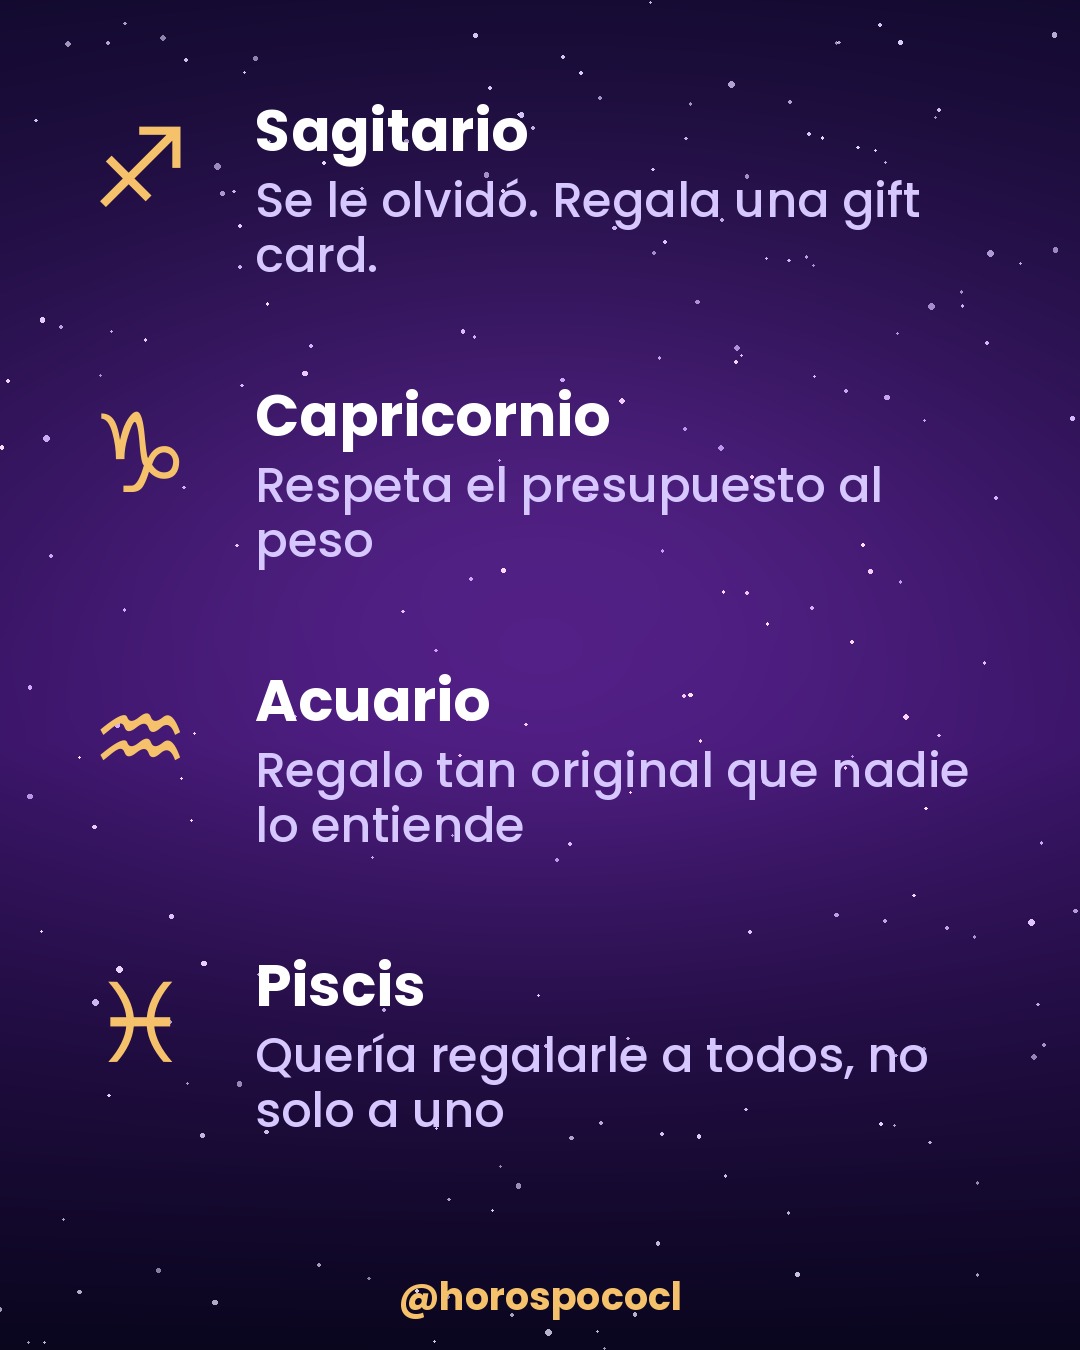 Sagitario
Se le olvidó. Regala una gift
card.
Capricornio
Respeta el presupuesto al
peso
Acuario
Regalo tan original que nadie
lo entiende
Piscis
Quería regalarle a todos, no
solo a uno
@horospococl